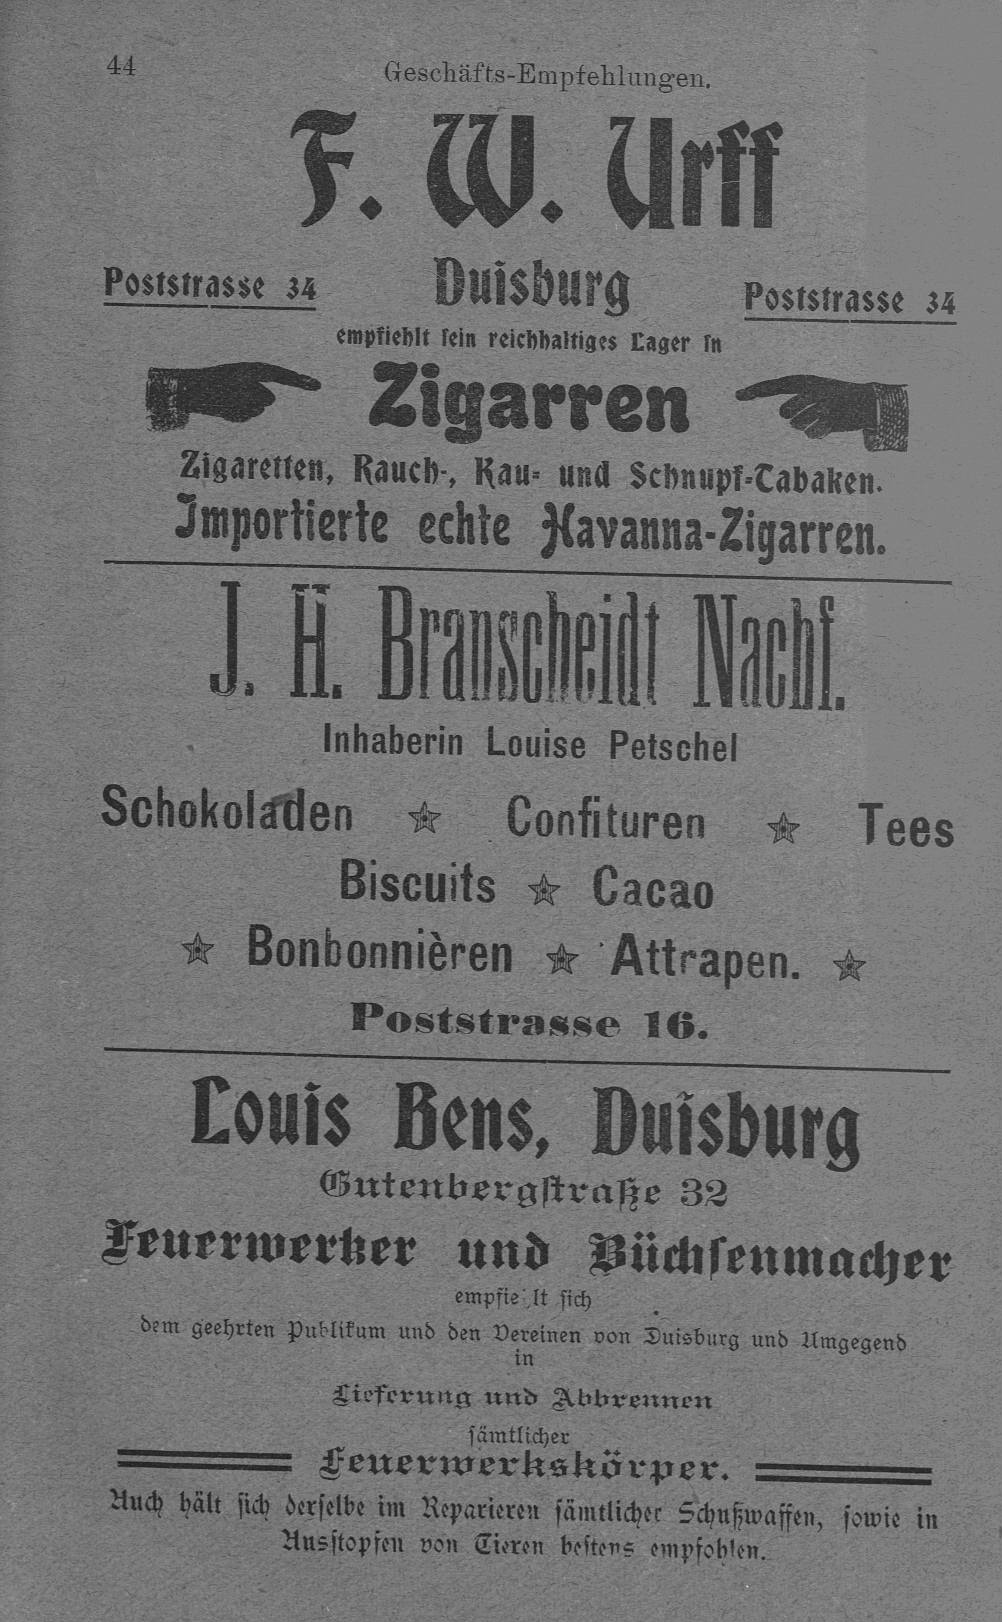 44
Geschäfts-Empfehlungen.
F. W. Urff
Poststrasse 34 Duisburg Poststrasse 34
empfiehlt sein reichhaltiges Lager in
Zigarren
Zigaretten, Rauch-, Kau- und Schnupf-Tabaken.
Importierte echte Havanna-Zigarren.
J. H. Branscheidt Nachf.
Inhaberin Louise Petschel
Schokoladen Confituren Tees
Biscuits Cacao
Bonbonnièren Attrapen.
Poststrasse 16.
Louis Bens, Duisburg
Gutenbergstraße 32
Feuerwerker und Büchsenmacher
empfiehlt sich
dem geehrten Publikum und den Vereinen von Duisburg und Umgegend
in
Lieferung und Abbrennen
sämtlicher
Feuerwerkskörper.
Auch hält sich derselbe im Reparieren sämtlicher Schußwaffen, sowie in
Ausstopfen von Tieren bestens empfohlen.